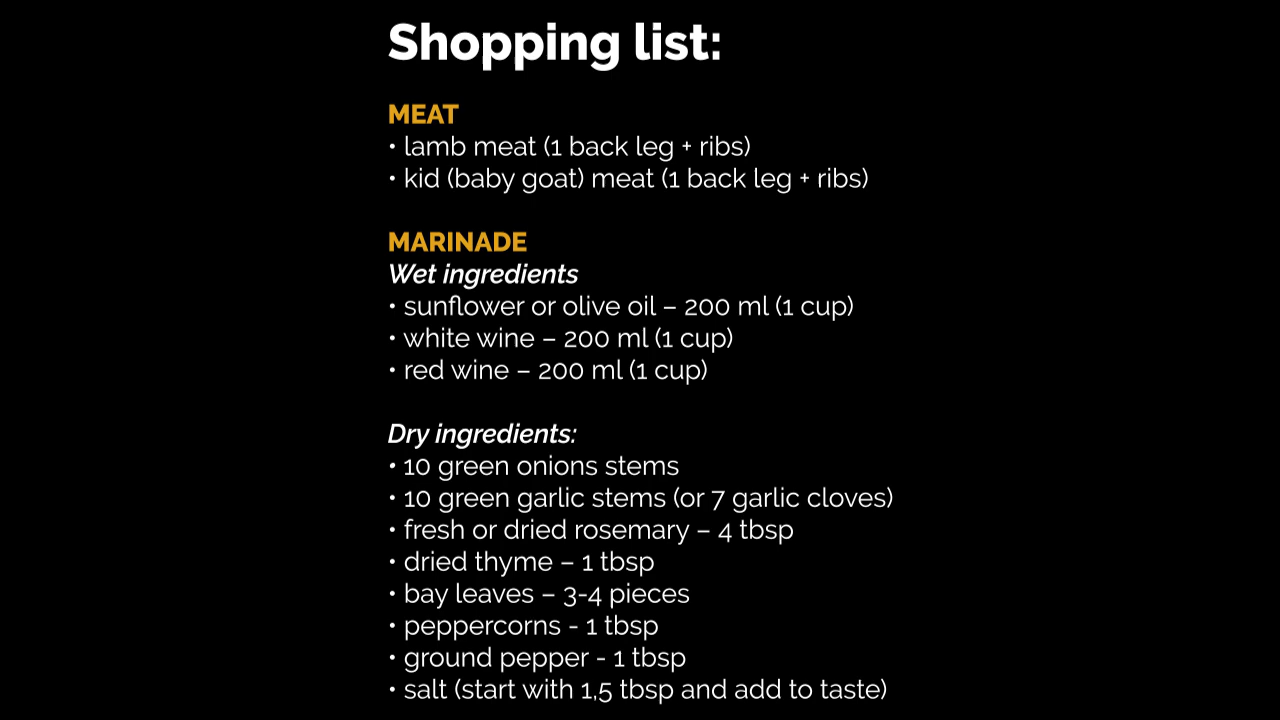 Shopping list:
MEAT
• lamb meat (1 back leg + ribs)
• kid (baby goat) meat (1 back leg + ribs)
MARINADE
Wet ingredients
• sunflower or olive oil – 200 ml (1 cup)
• white wine – 200 ml (1 cup)
• red wine – 200 ml (1 cup)
Dry ingredients:
• 10 green onions stems
• 10 green garlic stems (or 7 garlic cloves)
• fresh or dried rosemary – 4 tbsp
• dried thyme – 1 tbsp
• bay leaves – 3-4 pieces
• peppercorns - 1 tbsp
• ground pepper - 1 tbsp
• salt (start with 1,5 tbsp and add to taste)